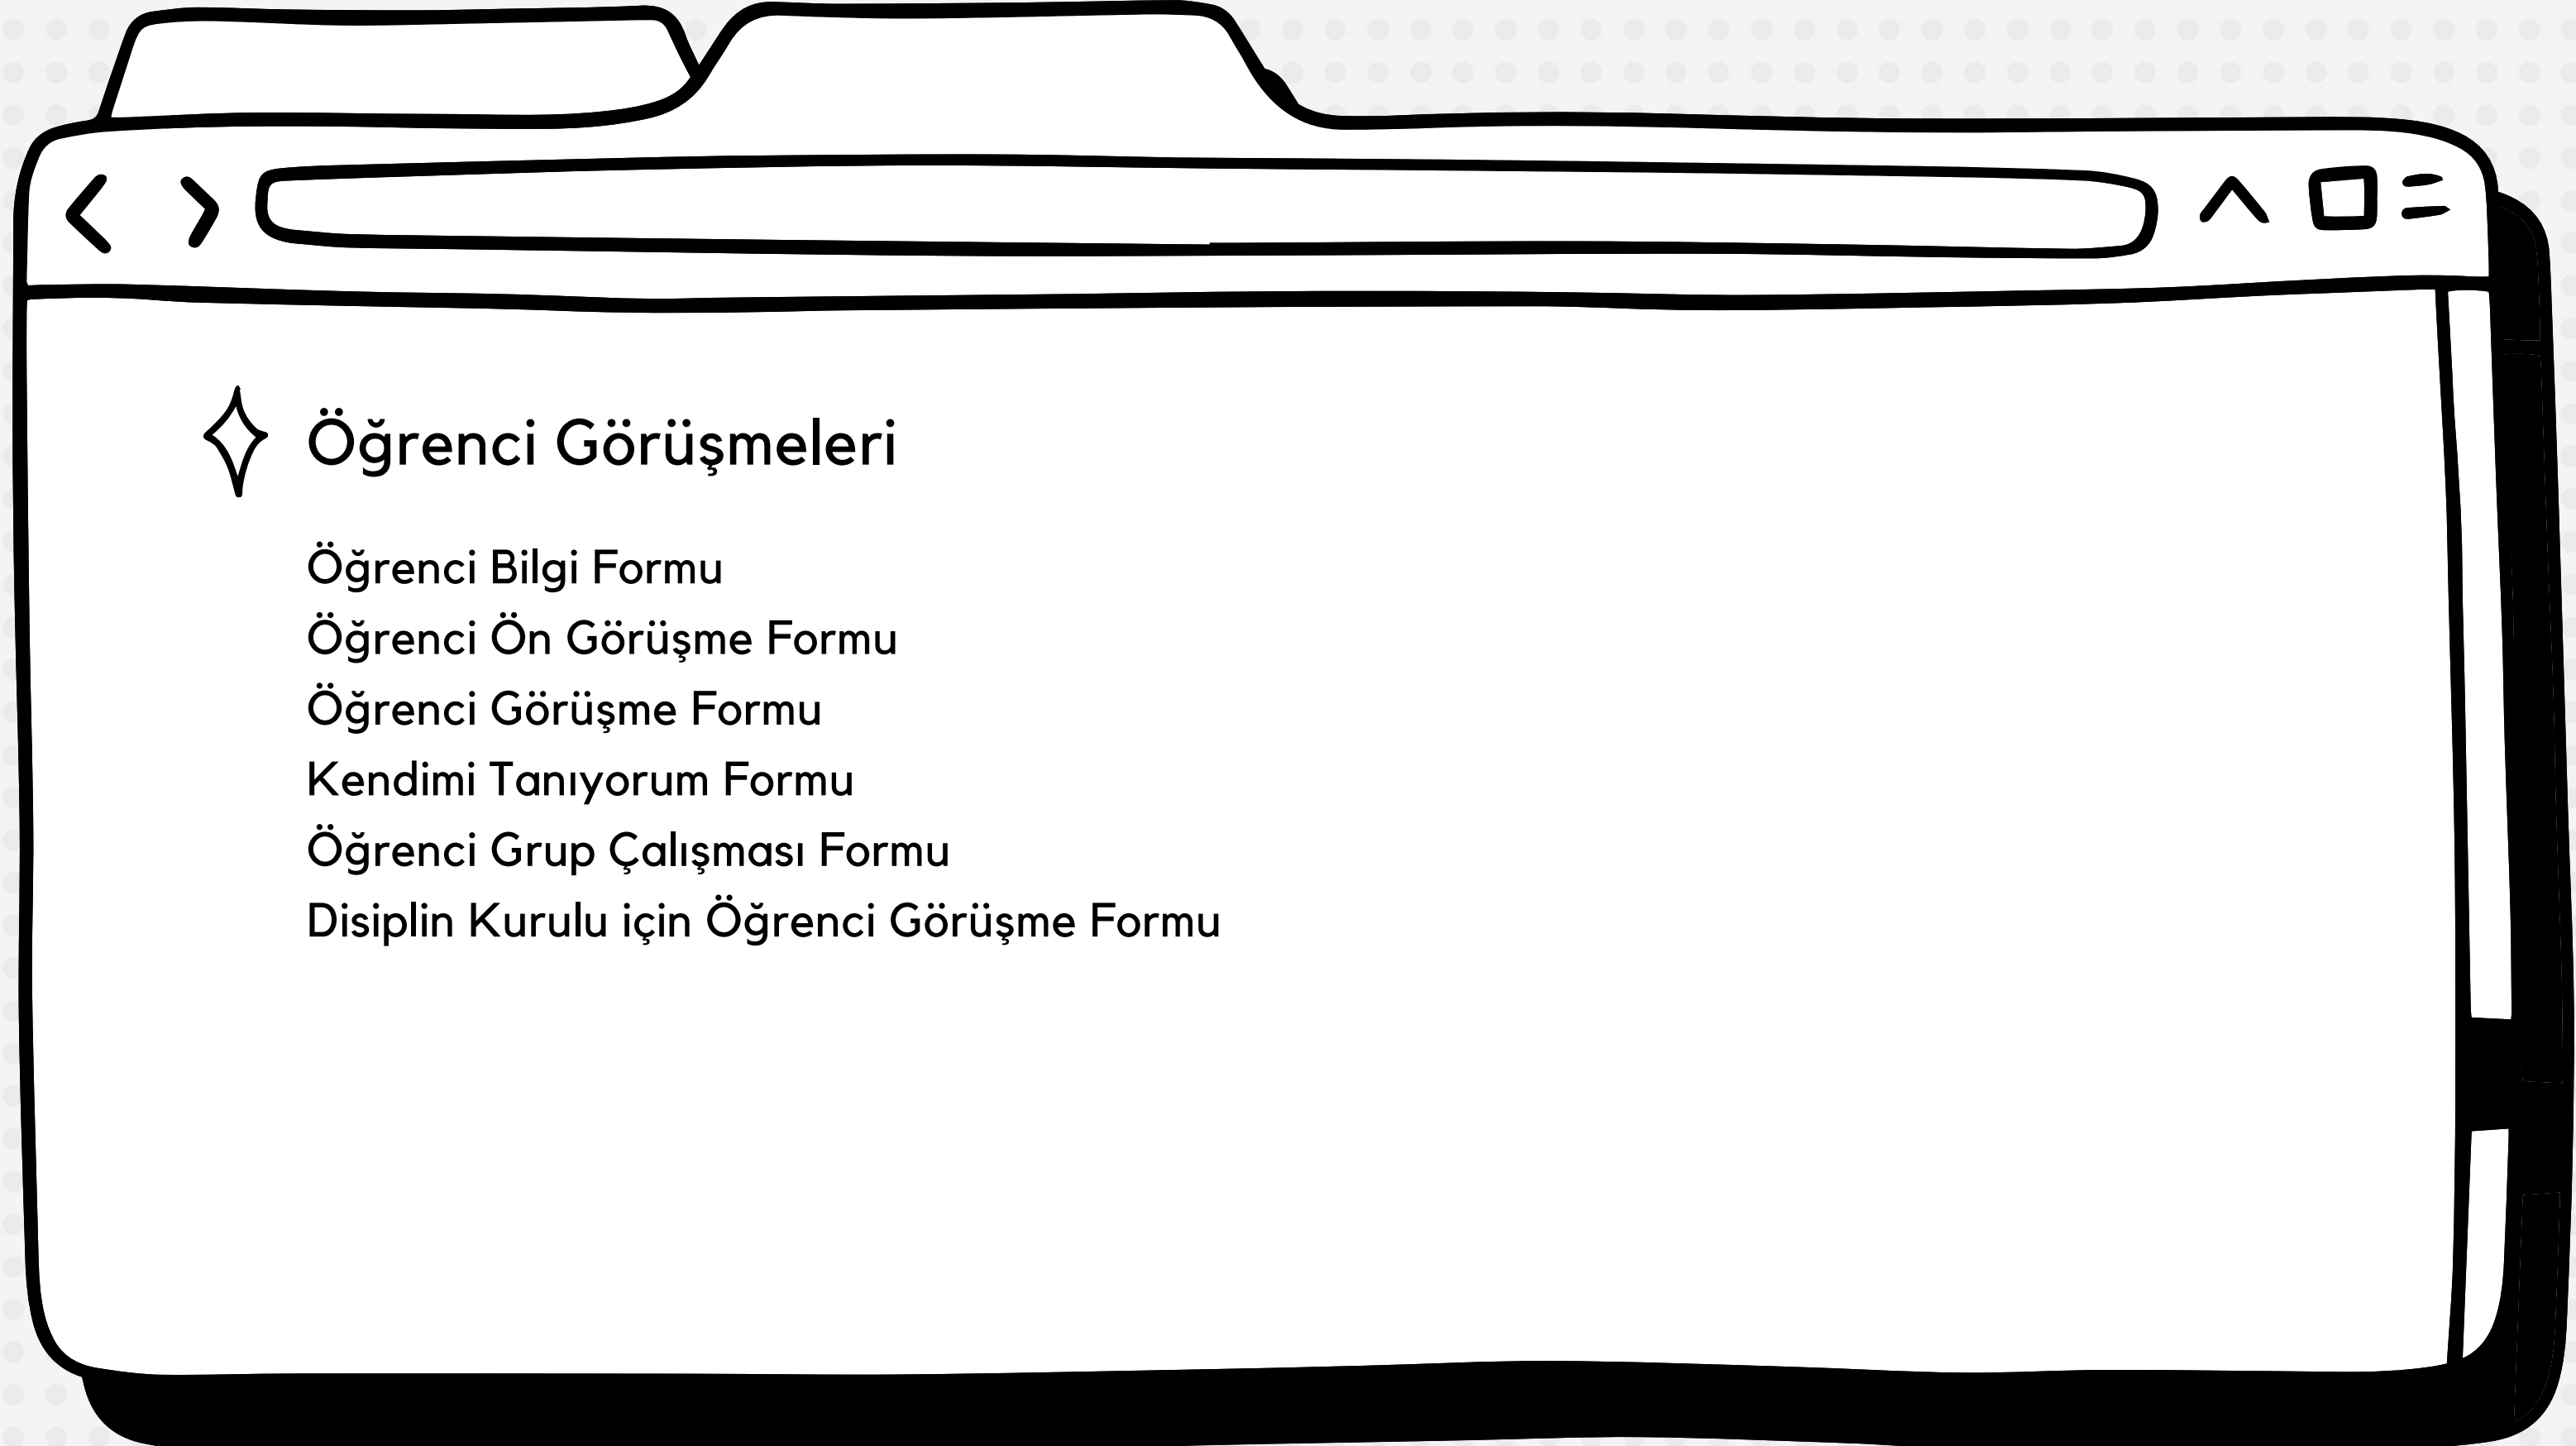 Öğrenci Görüşmeleri
Öğrenci Bilgi Formu
Öğrenci Ön Görüşme Formu
Öğrenci Görüşme Formu
Kendimi Tanıyorum Formu
Öğrenci Grup Çalışması Formu
Disiplin Kurulu için Öğrenci Görüşme Formu